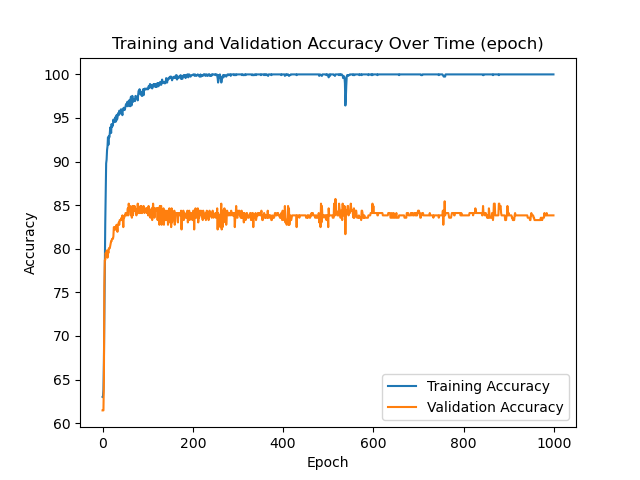 Training and Validation Accuracy Over Time (epoch)
100
95
90
85
80
75
70
65
60
Accuracy
0 200 400 600 800 1000
Epoch
Training Accuracy
Validation Accuracy